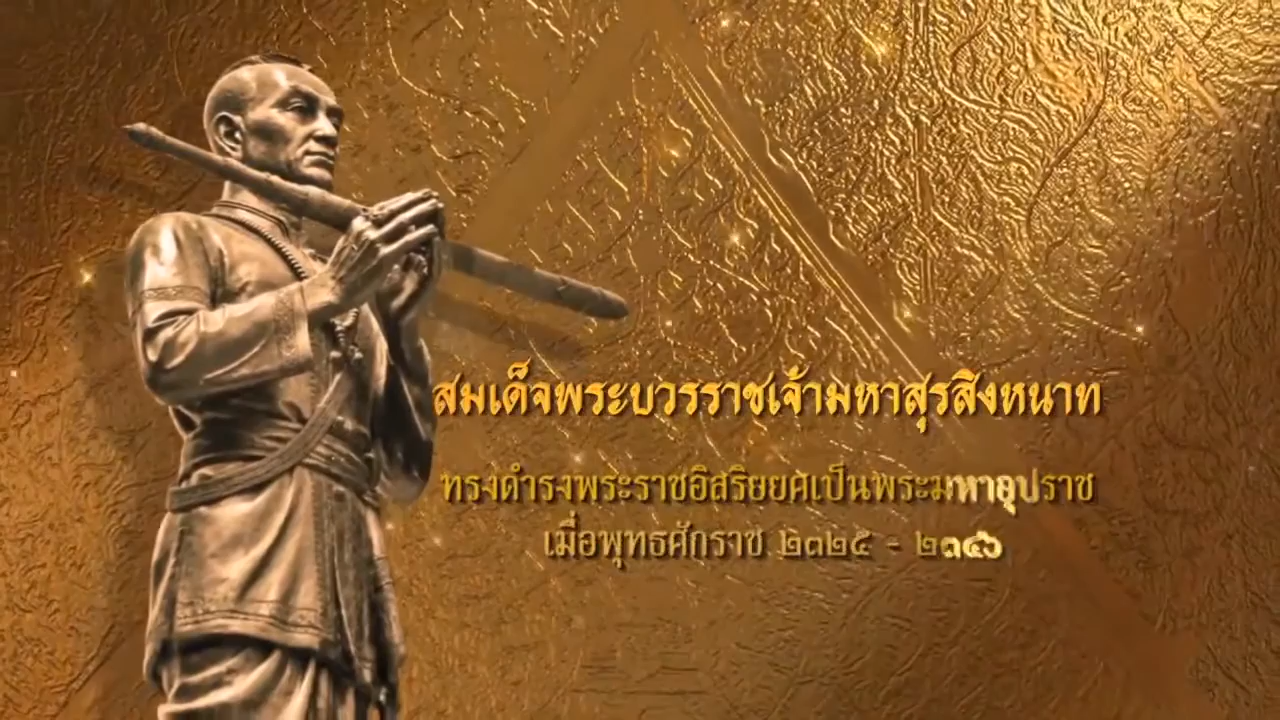 สมเด็จพระบวรราชเจ้ามหาสุรสิงหนาท
ทรงดำรงพระราชอิสริยยศเป็นพระมหาอุปราช
เมื่อพุทธศักราช ๒๓๒๕ - ๒๓๔๖